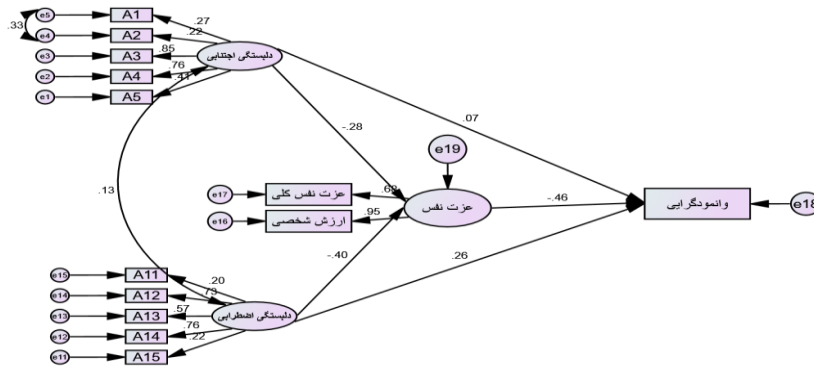 e5 A1 .27
.33 e4 A2 .22
e3 A3 .85 دلبستگی اجتنابی
e2 A4 .76
e1 A5 .41
.07
-.28
e19
.13
e17 عزت نفس کلی
e16 ارزش شخصی .95
عزت نفس
-.46
وانمودگرایی
e18
-.40
.26
e15 A11 .20
e14 A12 .73
e13 A13 .57 دلبستگی اضطرابی
e12 A14 .76
e11 A15 .22